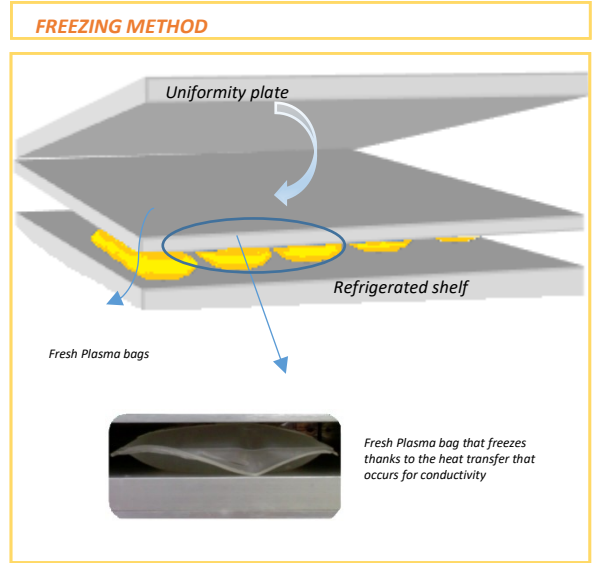 FREEZING METHOD
Uniformity plate
Refrigerated shelf
Fresh Plasma bags
Fresh Plasma bag that freezes
thanks to the heat transfer that
occurs for conductivity